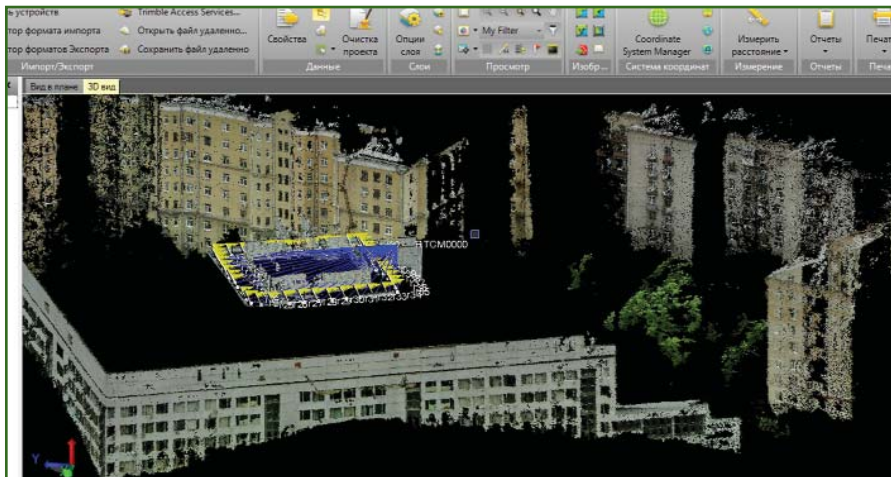 ь устройств
Trimble Access Services...
тор формата импорта
Открыть файл удаленно...
тор форматов Экспорта
Сохранить файл удаленно
Импорт/Экспорт
Свойства
Очистка
проекта
Данные
Опции
слоя
Слои
My Filter
Просмотр
Изобр...
Coordinate
System Manager
Система координат
Измерить
расстояние
Измерение
Отчеты
Отчеты
Печат
Печа
Вид в плане
3D вид
TCM0000
Y